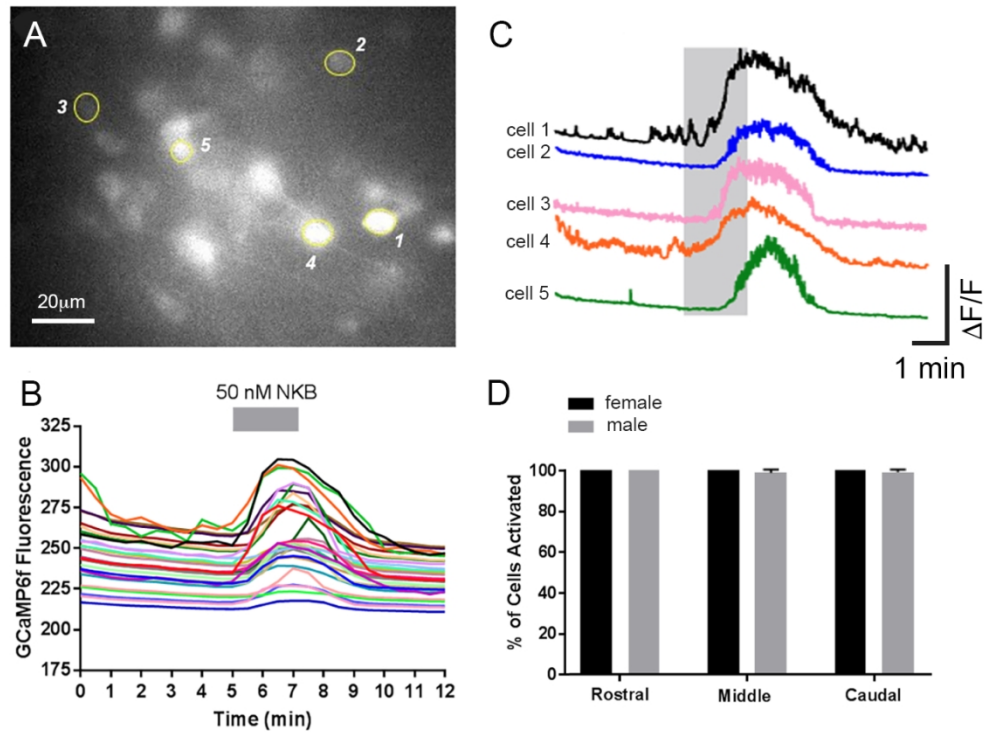 A
2
3
5
1
4
20μm
C
cell 1
cell 2
cell 3
cell 4
cell 5
ΔF/F
1 min
B
50 nM NKB
325
300
275
250
225
200
175
GCaMP6f Fluorescence
0 1 2 3 4 5 6 7 8 9 10 11 12
Time (min)
D
female
male
100
80
60
40
20
0
% of Cells Activated
Rostral Middle Caudal